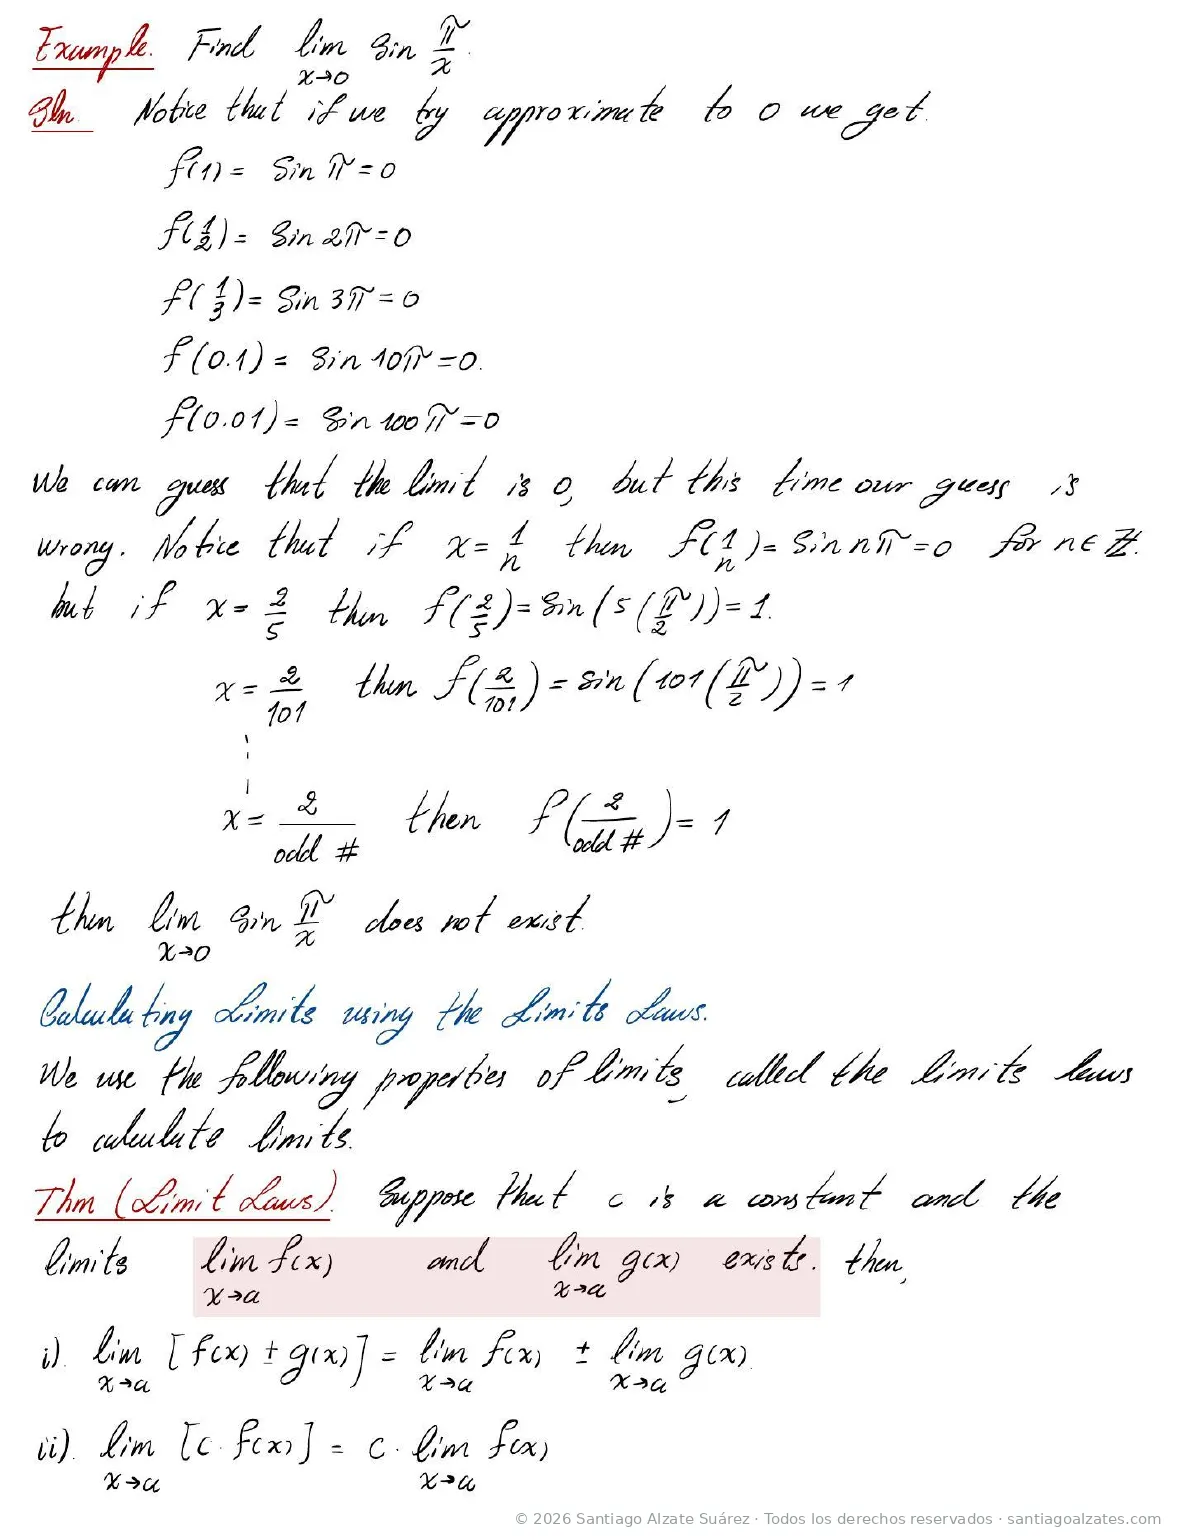 Example. Find lim x→0 sin π/x.
Sln. Notice that if we try approximate to 0 we get.
f(1) = sin π = 0
f(1/2) = sin 2π = 0
f(1/3) = sin 3π = 0
f(0.1) = sin 10π = 0.
f(0.01) = sin 100π = 0
We can guess that the limit is 0, but this time our guess is
wrong. Notice that if x = 1/n then f(1/n) = sin nπ = 0 for n ∈ ℤ.
but if x = 2/5 then f(2/5) = sin(5(π/2)) = 1.
x = 2/101 then f(2/101) = sin(101(π/2)) = 1
x = 2/odd # then f(2/odd #) = 1
then lim x→0 sin π/x does not exist.
Calculating Limits using the Limits Laws.
We use the following properties of limits, called the limits laws
to calculate limits.
Thm (Limit Laws). Suppose that c is a constant and the
limits lim x→a f(x) and lim x→a g(x) exists. then,
i). lim x→a [f(x) ± g(x)] = lim x→a f(x) ± lim x→a g(x).
ii). lim x→a [c · f(x)] = c · lim x→a f(x)
© 2026 Santiago Alzate Suárez · Todos los derechos reservados · santiagoalzates.com